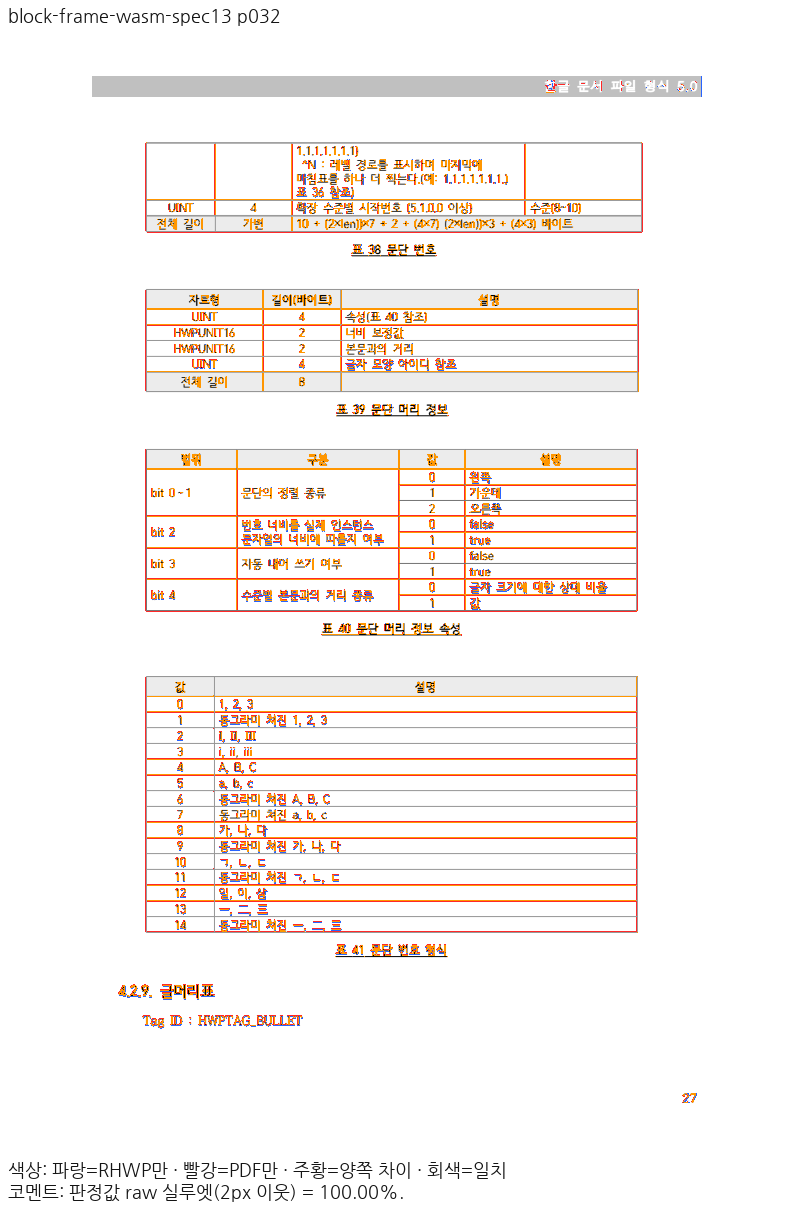 block-frame-wasm-spec13 p032
한글 문서 파일 형식 5.0
1.1.1.1.1.1.1)
^N : 레벨 경로를 표시하며 마지막에
마침표를 하나 더 찍는다.(예: 1.1.1.1.1.1.1.)
표 36 참조)
UINT 4 확장 수준별 시작번호 (5.1.0.0 이상) 수준(8~10)
전체 길이 가변 10 + (2×len))×7 + 2 + (4×7) (2×len))×3 + (4×3) 바이트
표 38 문단 번호
자료형 길이(바이트) 설명
UINT 4 속성(표 40 참조)
HWPUNIT16 2 너비 보정값
HWPUNIT16 2 본문과의 거리
UINT 4 글자 모양 아이디 참조
전체 길이 8
표 39 문단 머리 정보
범위 구분 값 설명
bit 0~1 문단의 정렬 종류 0 왼쪽
1 가운데
2 오른쪽
bit 2 번호 너비를 실제 인스턴스 문자열의 너비에 따를지 여부 0 false
1 true
bit 3 자동 내어 쓰기 여부 0 false
1 true
bit 4 수준별 본문과의 거리 종류 0 글자 크기에 대한 상대 비율
1 값
표 40 문단 머리 정보 속성
값 설명
0 1, 2, 3
1 동그라미 쳐진 1, 2, 3
2 I, II, III
3 i, ii, iii
4 A, B, C
5 a, b, c
6 동그라미 쳐진 A, B, C
7 동그라미 쳐진 a, b, c
8 가, 나, 다
9 동그라미 쳐진 가, 나, 다
10 ㄱ, ㄴ, ㄷ
11 동그라미 쳐진 ㄱ, ㄴ, ㄷ
12 일, 이, 삼
13 一, 二, 三
14 동그라미 쳐진 一, 二, 三
표 41 문단 번호 형식
4.2.9. 글머리표
Tag ID : HWPTAG_BULLET
27
색상: 파랑=RHWP만 · 빨강=PDF만 · 주황=양쪽 차이 · 회색=일치
코멘트: 판정값 raw 실루엣(2px 이웃) = 100.00%.